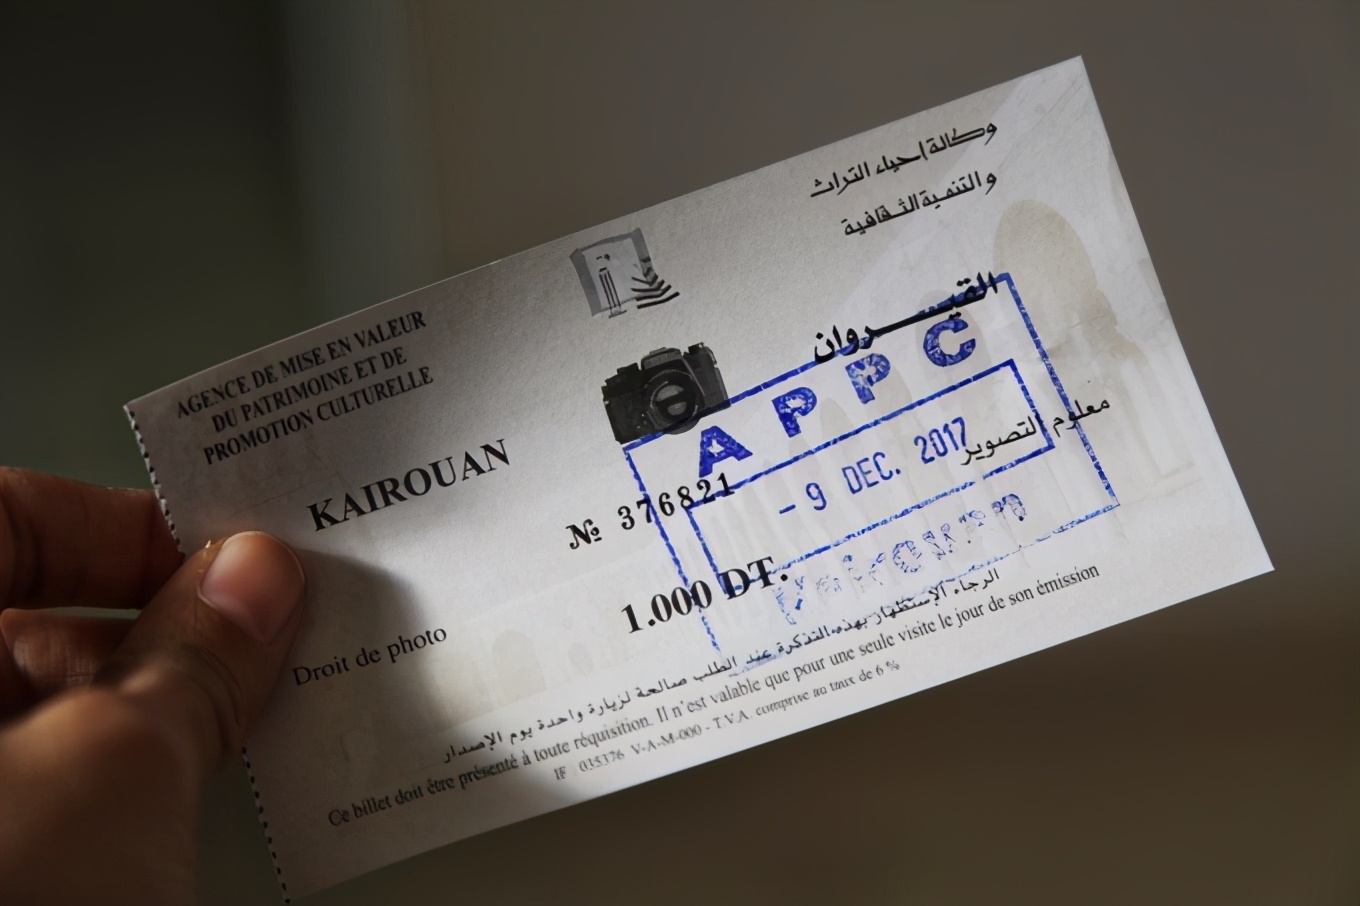 وكالة إحياء التراث
والتنمية الثقافية
AGENCE DE MISE EN VALEUR
DU PATRIMOINE ET DE
PROMOTION CULTURELLE
القيــروان
KAIROUAN
A P P C
معلوم التصوير
- 9 DEC. 2017
№ 376821
Kairouan
1.000 DT.
Droit de photo
الرجاء الإستظهار بهذه التذكرة عند الطلب صالحة لزيارة واحدة يوم الإصدار
Ce billet doit être présenté à toute réquisition. Il n'est valable que pour une seule visite le jour de son émission
IF 035376 V-A-M-000 - T.V.A. comprise au taux de 6 %